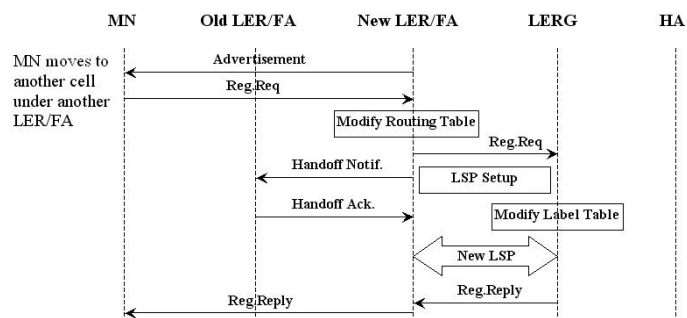 MN Old LER/FA New LER/FA LERG HA
MN moves to
another cell
under another
LER/FA
Advertisement
Reg.Req
Modify Routing Table
Reg.Req
Handoff Notif.
LSP Setup
Handoff Ack.
Modify Label Table
New LSP
Reg.Reply
Reg.Reply